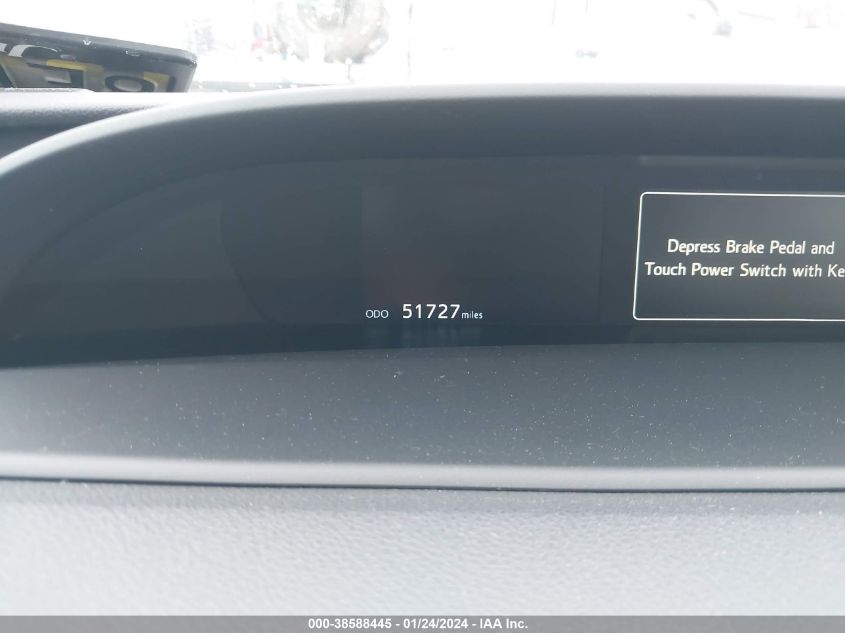 Depress Brake Pedal and
Touch Power Switch with Ke
ODO 51727 miles
000-38588445 - 01/24/2024 - IAA Inc.